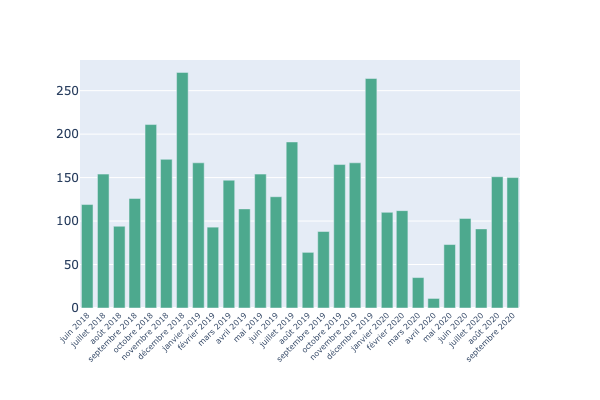 250
200
150
100
50
0
juin 2018
juillet 2018
août 2018
septembre 2018
octobre 2018
novembre 2018
décembre 2018
janvier 2019
février 2019
mars 2019
avril 2019
mai 2019
juin 2019
juillet 2019
août 2019
septembre 2019
octobre 2019
novembre 2019
décembre 2019
janvier 2020
février 2020
mars 2020
avril 2020
mai 2020
juin 2020
juillet 2020
août 2020
septembre 2020